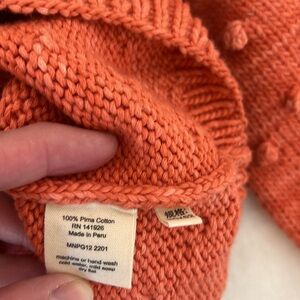 100% Pima Cotton
RN 141926
Made in Peru
MNPG12 2201
machine or hand wash
cold water, mild soap
dry flat